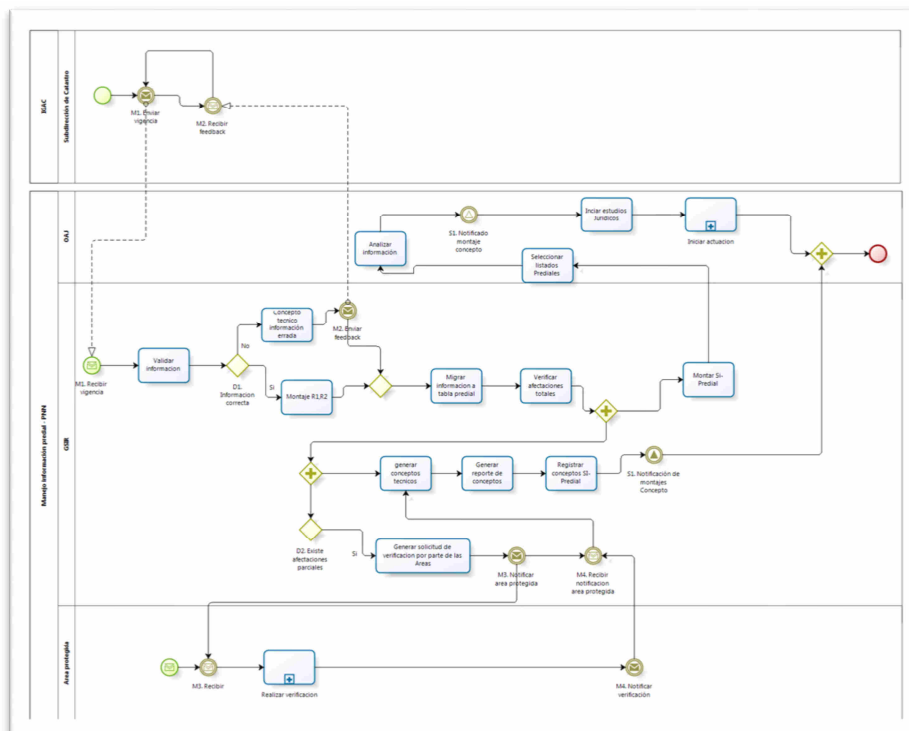 IGAC
Subdirección de Catastro
M1. Enviar
vigencia
M2. Recibir
feedback
Manejo Información predial - PNN
OAJ
Analizar
información
S1. Notificado
montaje
concepto
Inciar estudios
Jurídicos
Iniciar actuacion
Seleccionar
listados
Prediales
GSIR
M1. Recibir
vigencia
Validar
informacion
D1.
Informacion
correcta
No
Si
Concepto
tecnico
información
errada
M2. Enviar
feedback
Montaje R1,R2
Migrar
informacion a
tabla predial
Verificar
afectaciones
totales
Montar Si-
Predial
generar
conceptos
tecnicos
Generar
reporte de
conceptos
Registrar
conceptos SI-
Predial
S1. Notificación de
montajes
Concepto
D2. Existe
afectaciones
parciales
Si
Generar solicitud de
verificacion por parte de las
Areas
M3. Notificar
area protegida
M4. Recibir
notificacion
area protegida
Area protegida
M3. Recibir
Realizar verificacion
M4. Notificar
verificación